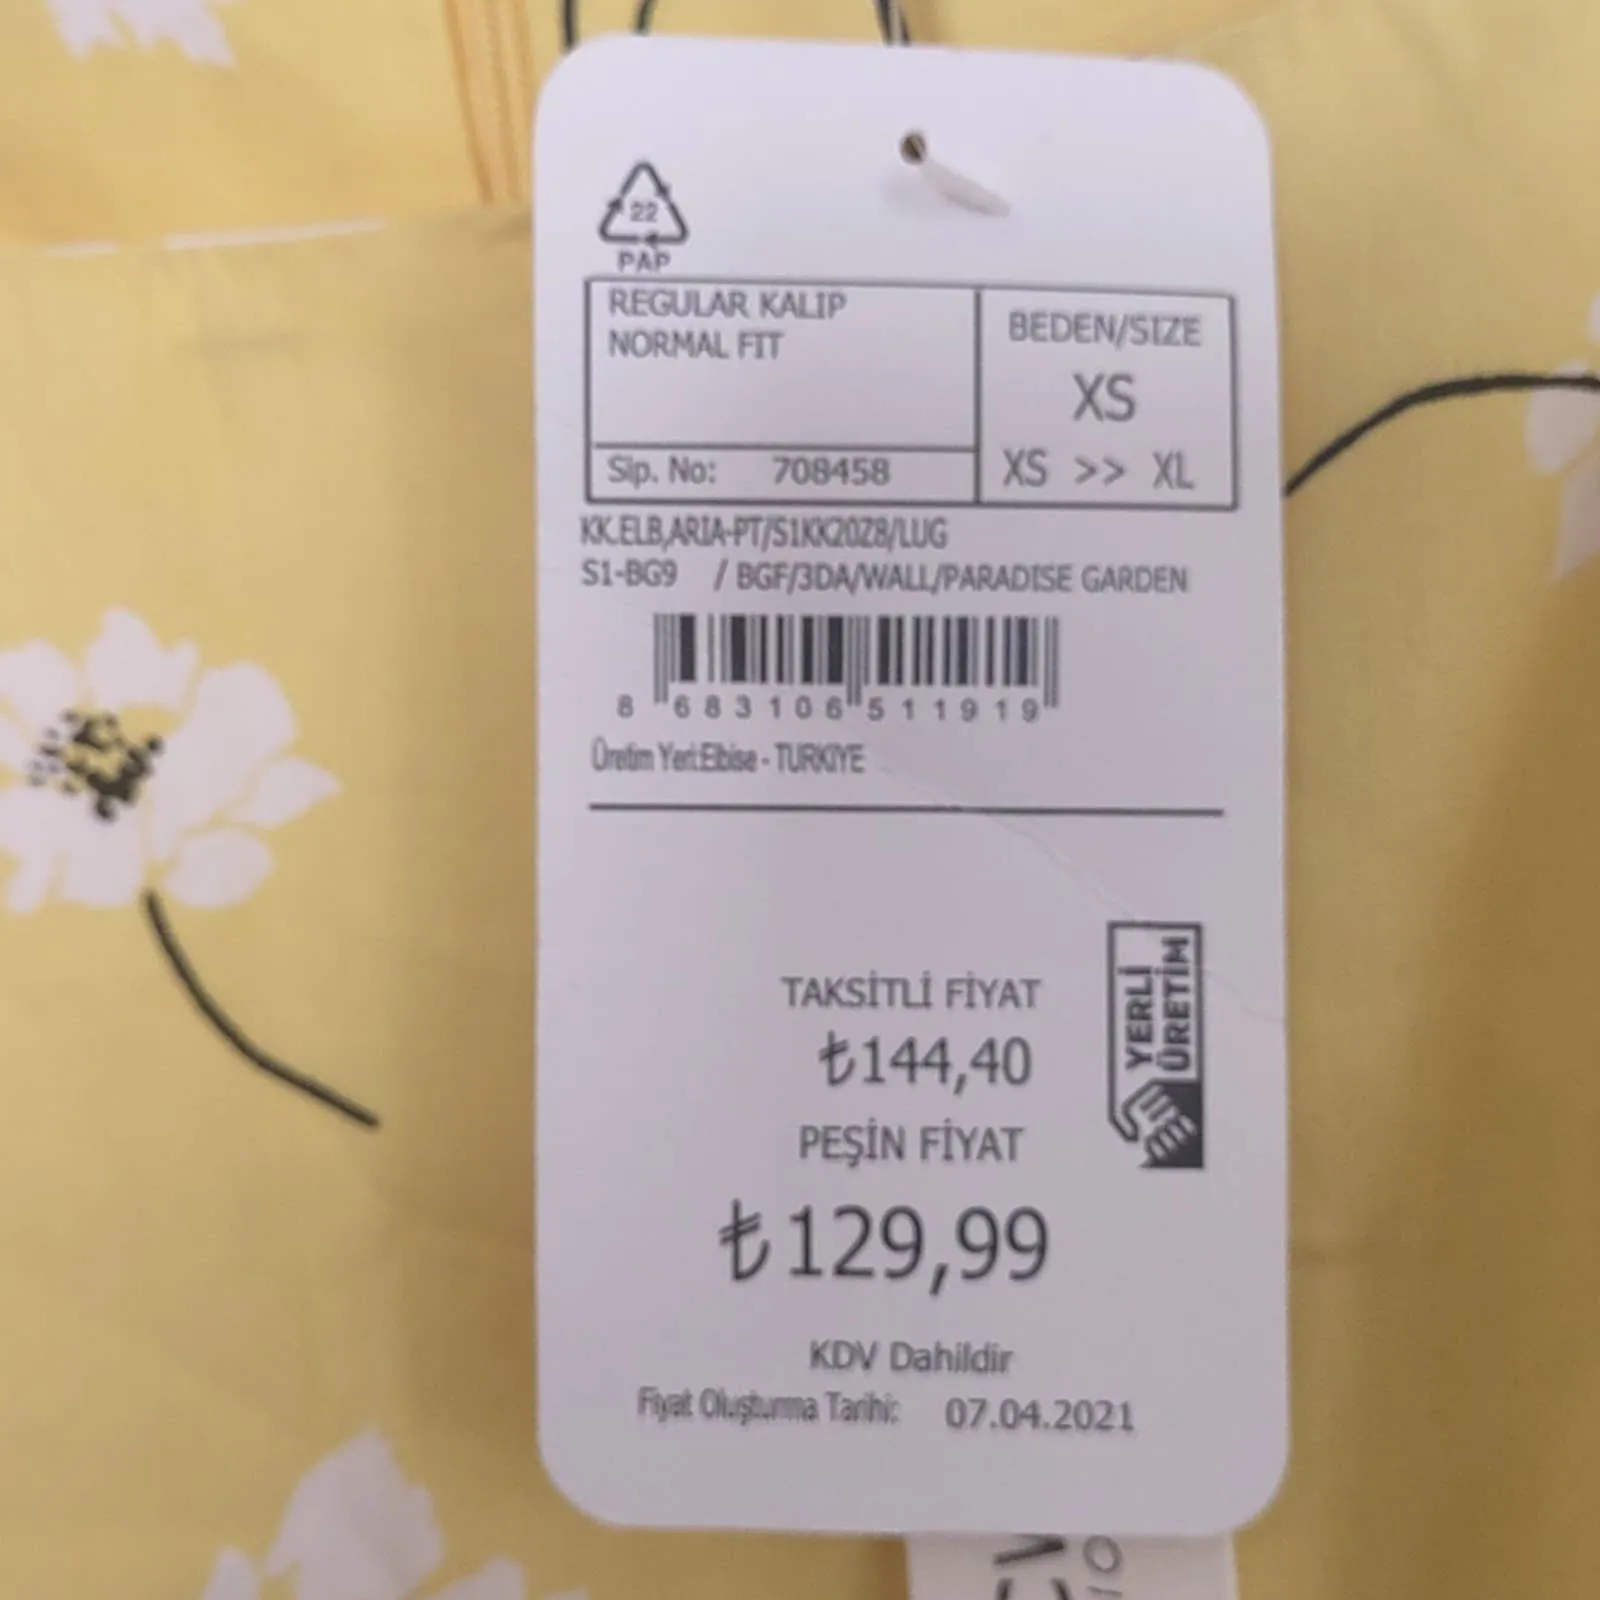 22
PAP
REGULAR KALIP
NORMAL FIT
Sip. No: 708458
BEDEN/SIZE
XS
XS >> XL
KK.ELB,ARIA-PT/S1KK20Z8/LUG
S1-BG9 / BGF/3DA/WALL/PARADISE GARDEN
8 683106 511919
Üretim Yeri:Elbise - TURKIYE
TAKSİTLİ FİYAT
₺144,40
PEŞİN FİYAT
₺129,99
YERLİ
ÜRETİM
KDV Dahildir
Fiyat Oluşturma Tarihi: 07.04.2021